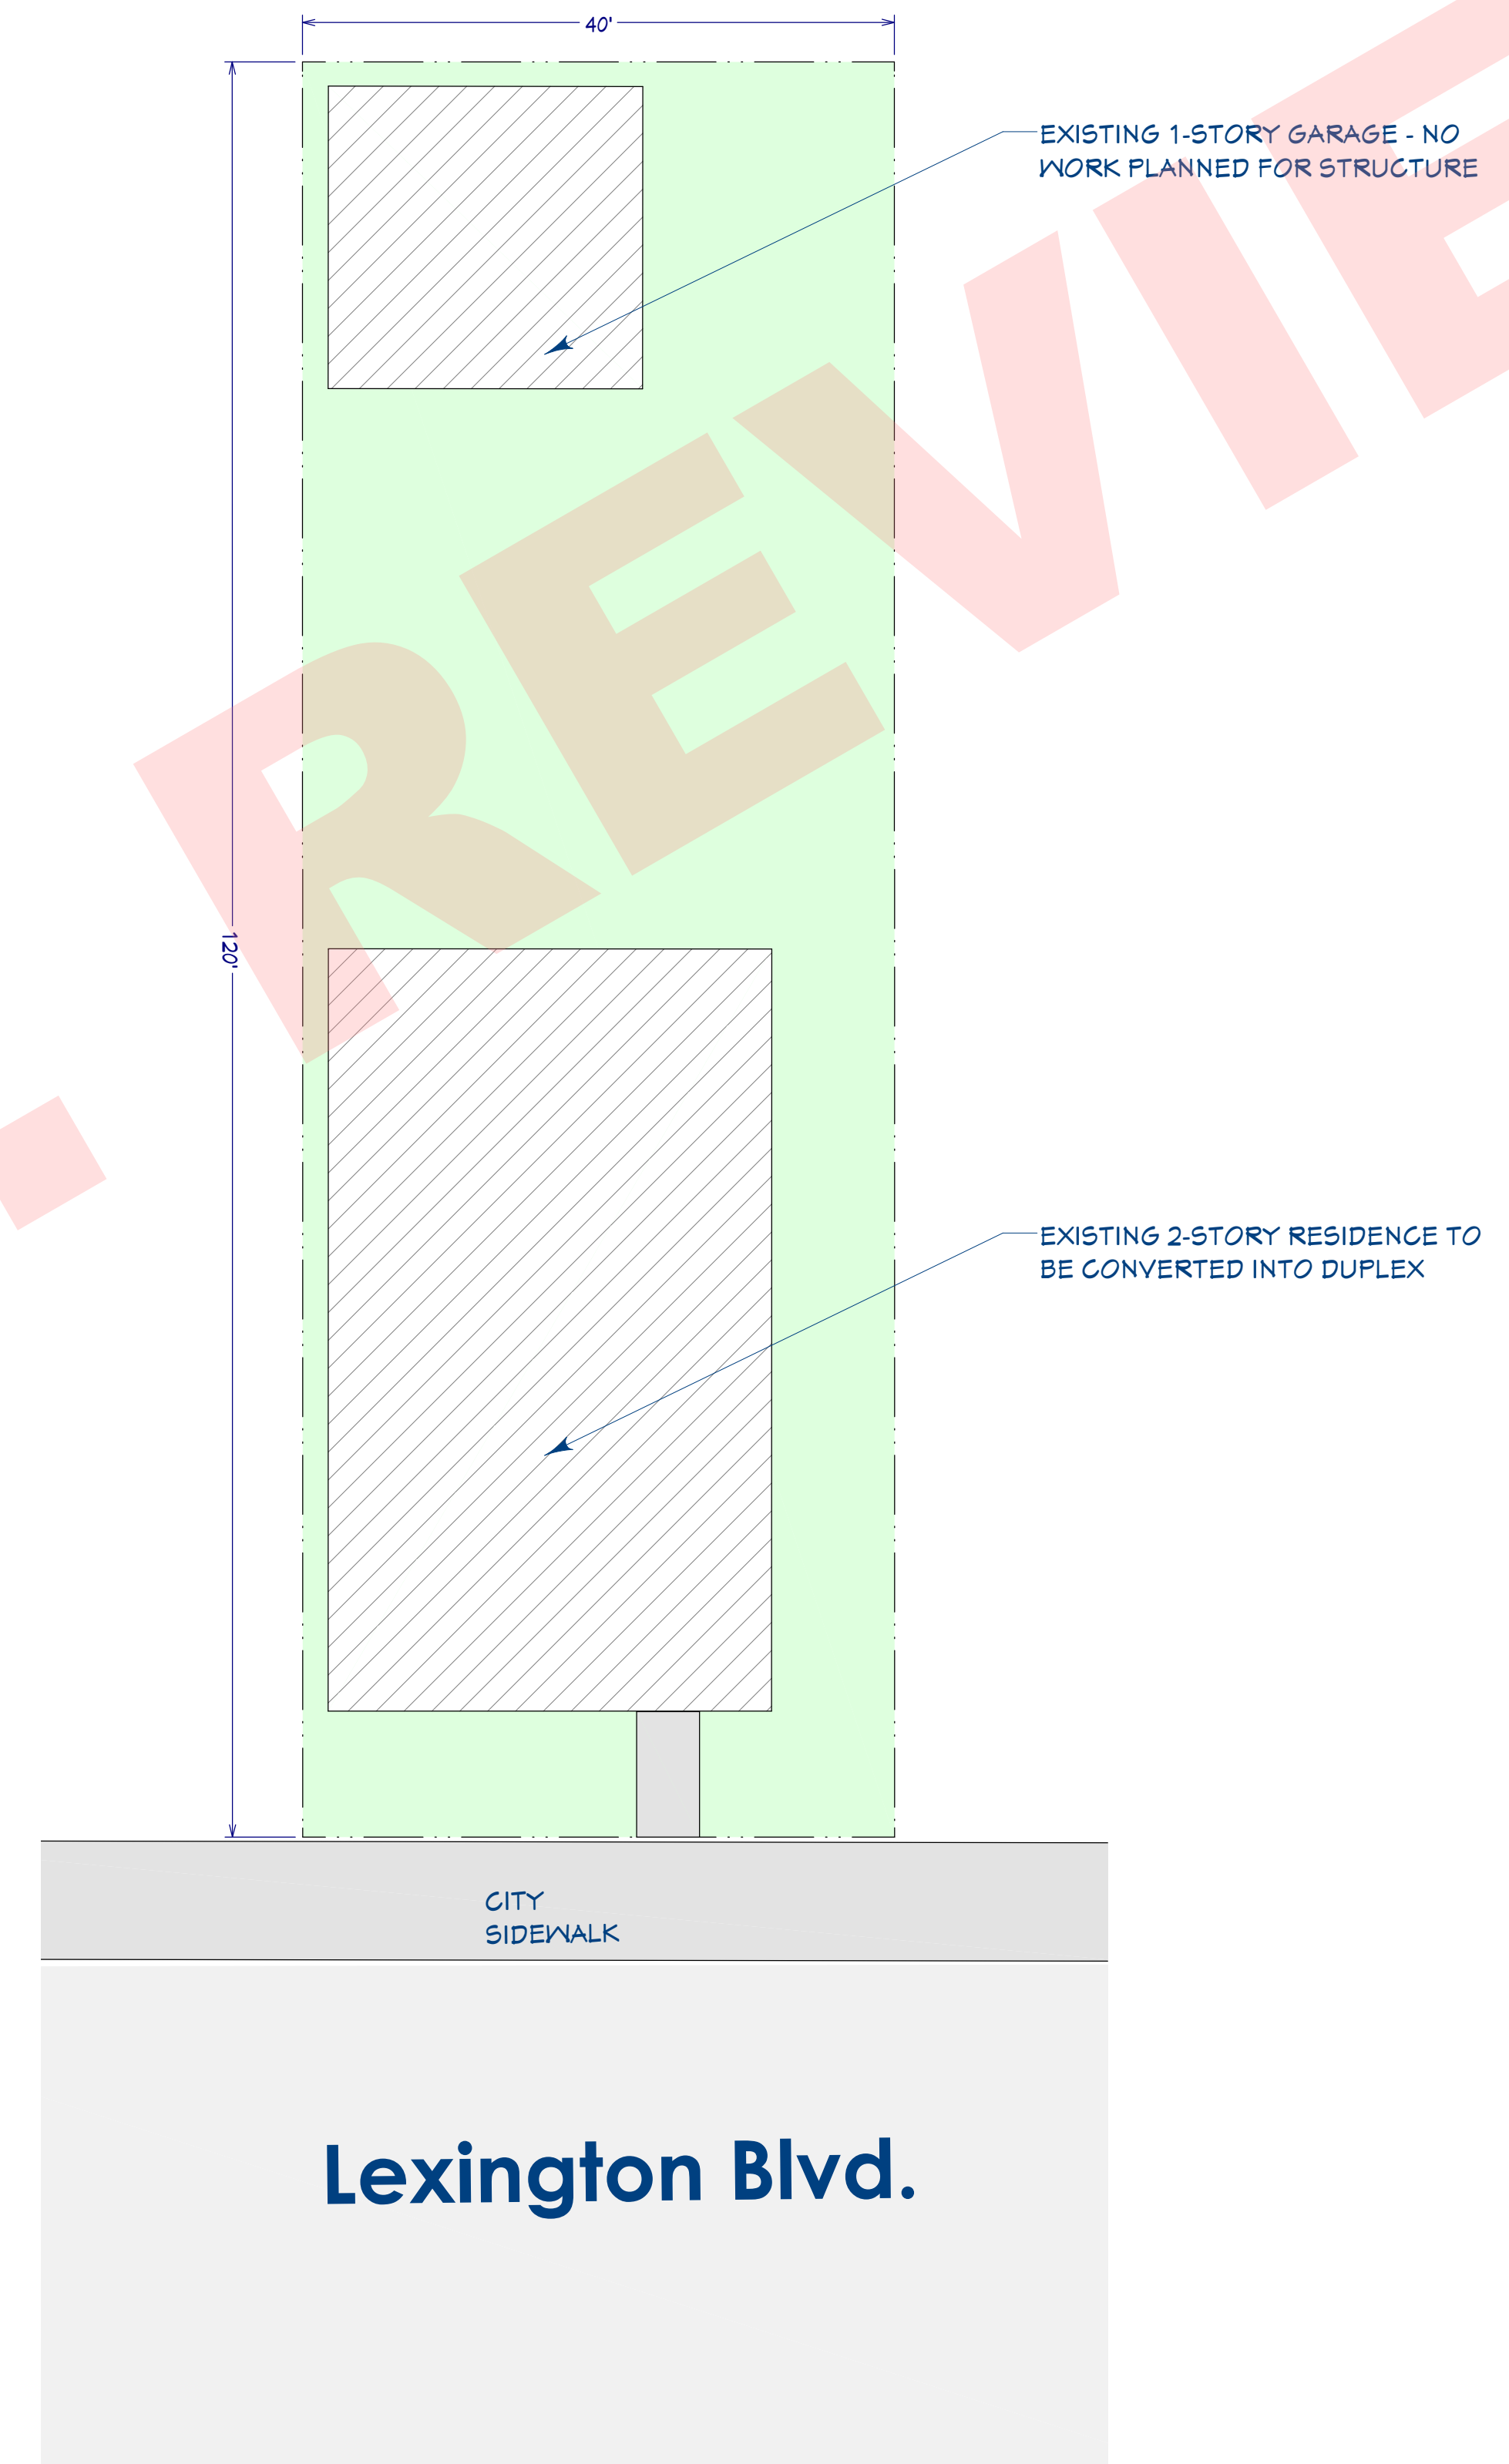 40'
EXISTING 1-STORY GARAGE - NO
WORK PLANNED FOR STRUCTURE
REVIE
120'
EXISTING 2-STORY RESIDENCE TO
BE CONVERTED INTO DUPLEX
CITY
SIDEWALK
Lexington Blvd.